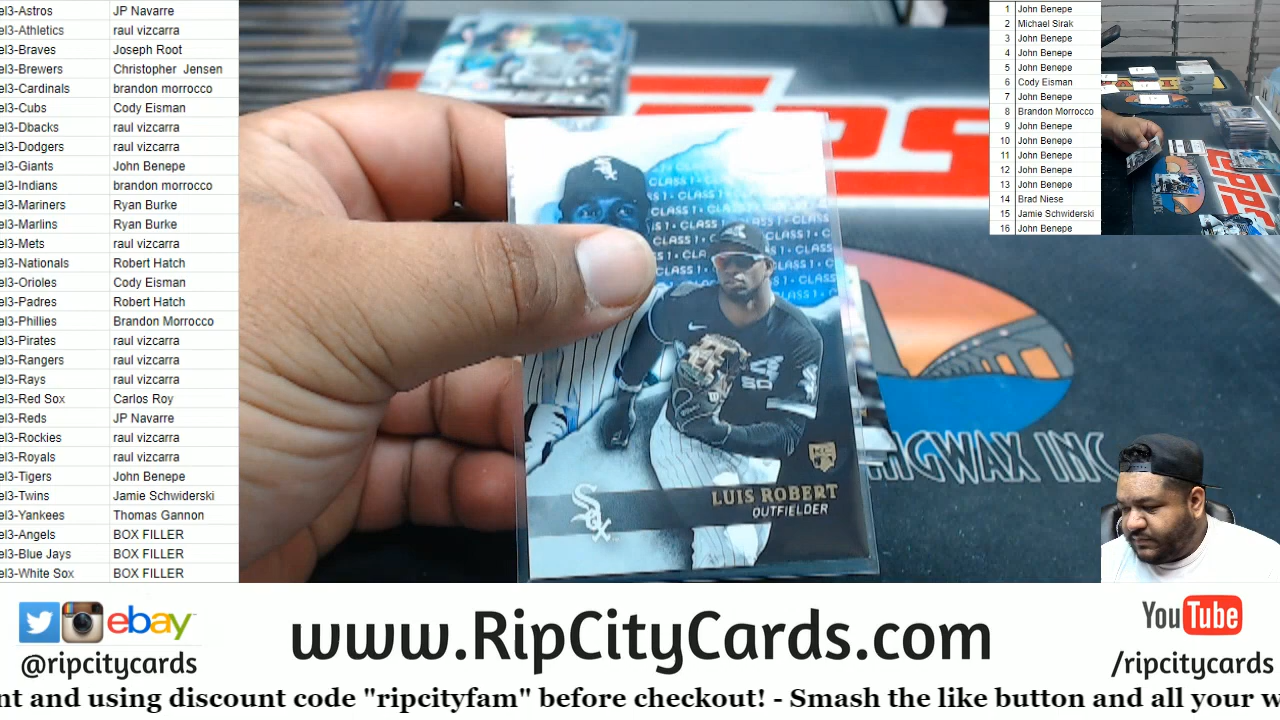 el3-Astros JP Navarre
el3-Athletics raul vizcarra
el3-Braves Joseph Root
el3-Brewers Christopher Jensen
el3-Cardinals brandon morrocco
el3-Cubs Cody Eisman
el3-Dbacks raul vizcarra
el3-Dodgers raul vizcarra
el3-Giants John Benepe
el3-Indians brandon morrocco
el3-Mariners Ryan Burke
el3-Marlins Ryan Burke
el3-Mets raul vizcarra
el3-Nationals Robert Hatch
el3-Orioles Cody Eisman
el3-Padres Robert Hatch
el3-Phillies Brandon Morrocco
el3-Pirates raul vizcarra
el3-Rangers raul vizcarra
el3-Rays raul vizcarra
el3-Red Sox Carlos Roy
el3-Reds JP Navarre
el3-Rockies raul vizcarra
el3-Royals raul vizcarra
el3-Tigers John Benepe
el3-Twins Jamie Schwiderski
el3-Yankees Thomas Gannon
el3-Angels BOX FILLER
el3-Blue Jays BOX FILLER
el3-White Sox BOX FILLER
1 John Benepe
2 Michael Sirak
3 John Benepe
4 John Benepe
5 John Benepe
6 Cody Eisman
7 John Benepe
8 Brandon Morrocco
9 John Benepe
10 John Benepe
11 John Benepe
12 John Benepe
13 John Benepe
14 Brad Niese
15 Jamie Schwiderski
16 John Benepe
CLASS 1 • CLASS 1
Sox
LUIS ROBERT
OUTFIELDER
RC
GWAX INC
ebay
@ripcitycards
www.RipCityCards.com
YouTube
/ripcitycards
nt and using discount code "ripcityfam" before checkout! - Smash the like button and all your w